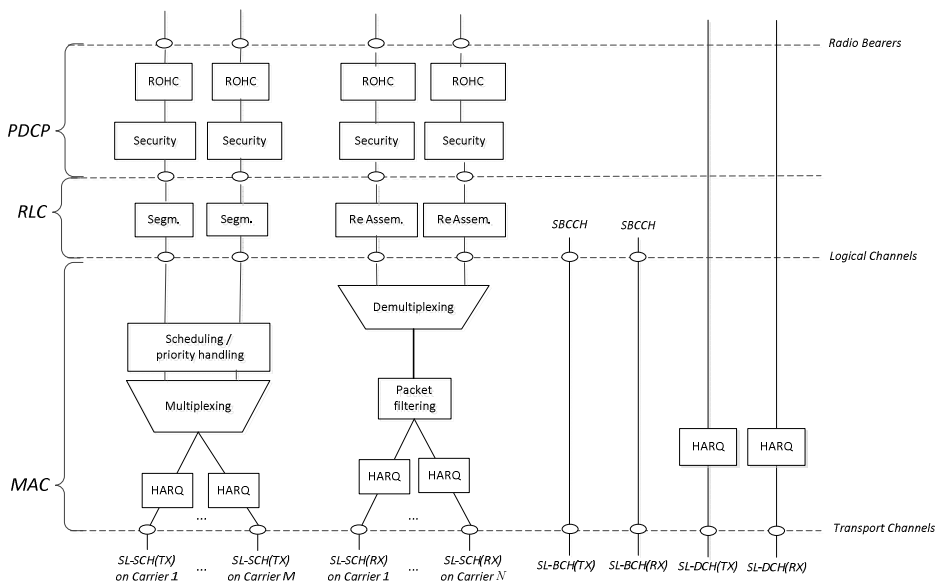 Radio Bearers
ROHC ROHC ROHC ROHC
PDCP
Security Security Security Security
RLC
Segm. Segm. Re Assem. Re Assem.
SBCCH SBCCH
Logical Channels
Demultiplexing
Scheduling /
priority handling
Packet
filtering
Multiplexing
HARQ HARQ
MAC
HARQ HARQ HARQ HARQ
... ...
Transport Channels
SL-SCH(TX)
on Carrier 1
...
SL-SCH(TX)
on Carrier M
SL-SCH(RX)
on Carrier 1
...
SL-SCH(RX)
on Carrier N
SL-BCH(TX) SL-BCH(RX) SL-DCH(TX) SL-DCH(RX)